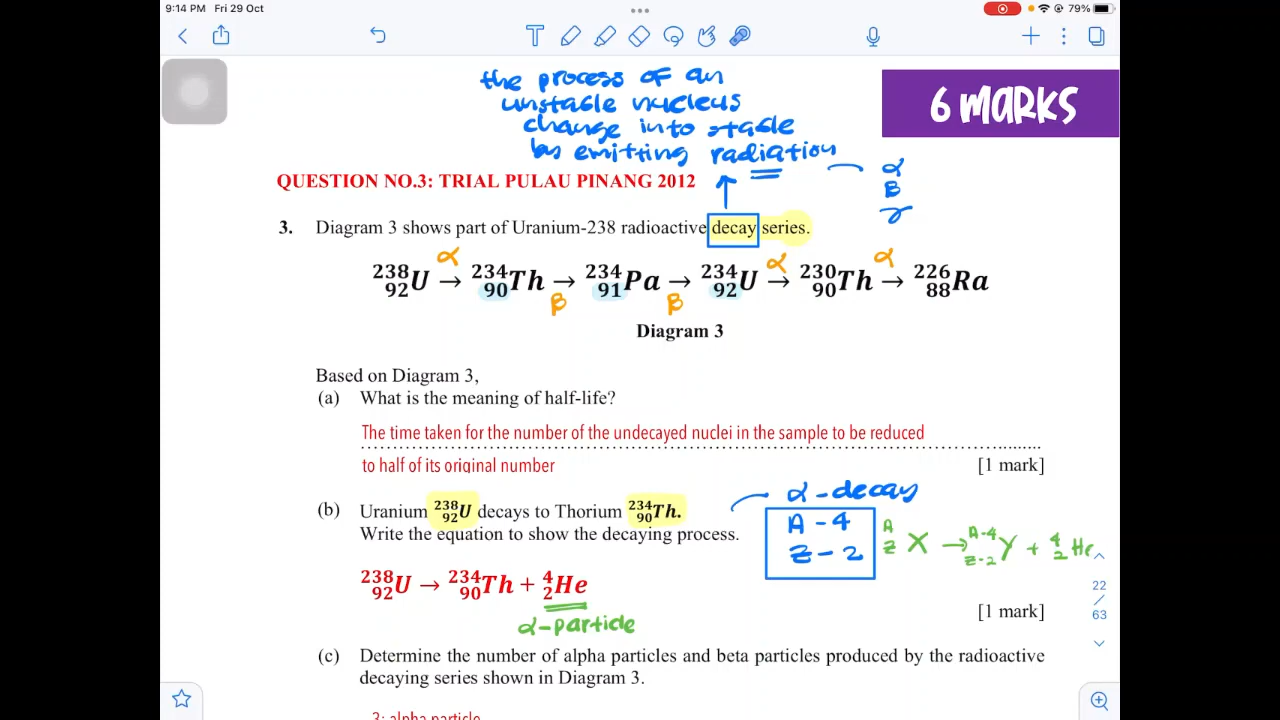 9:14 PM Fri 29 Oct
79%
the process of an
unstable nucleus
change into stable
by emitting radiation
6 MARKS
α
β
γ
QUESTION NO.3: TRIAL PULAU PINANG 2012
3. Diagram 3 shows part of Uranium-238 radioactive decay series.
α α α
²³⁸₉₂U → ²³⁴₉₀Th → ²³⁴₉₁Pa → ²³⁴₉₂U → ²³⁰₉₀Th → ²²⁶₈₈Ra
β β
Diagram 3
Based on Diagram 3,
(a) What is the meaning of half-life?
The time taken for the number of the undecayed nuclei in the sample to be reduced
to half of its original number
[1 mark]
α-decay
(b) Uranium ²³⁸₉₂U decays to Thorium ²³⁴₉₀Th.
Write the equation to show the decaying process.
A - 4
Z - 2
ᴬ_Z X → ᴬ⁻⁴_Z₋₂ Y + ⁴₂He
²³⁸₉₂U → ²³⁴₉₀Th + ⁴₂He
α-particle
[1 mark]
22
/
63
(c) Determine the number of alpha particles and beta particles produced by the radioactive
decaying series shown in Diagram 3.
3: alpha particle